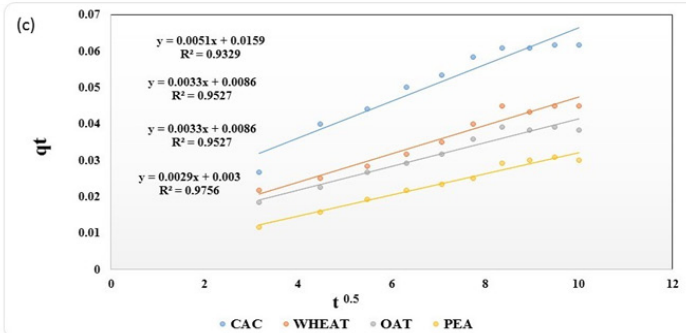 (c)
0.07
0.06
0.05
0.04
0.03
0.02
0.01
0
qt
y = 0.0051x + 0.0159
R² = 0.9329
y = 0.0033x + 0.0086
R² = 0.9527
y = 0.0033x + 0.0086
R² = 0.9527
y = 0.0029x + 0.003
R² = 0.9756
0 2 4 6 8 10 12
t 0.5
CAC WHEAT OAT PEA